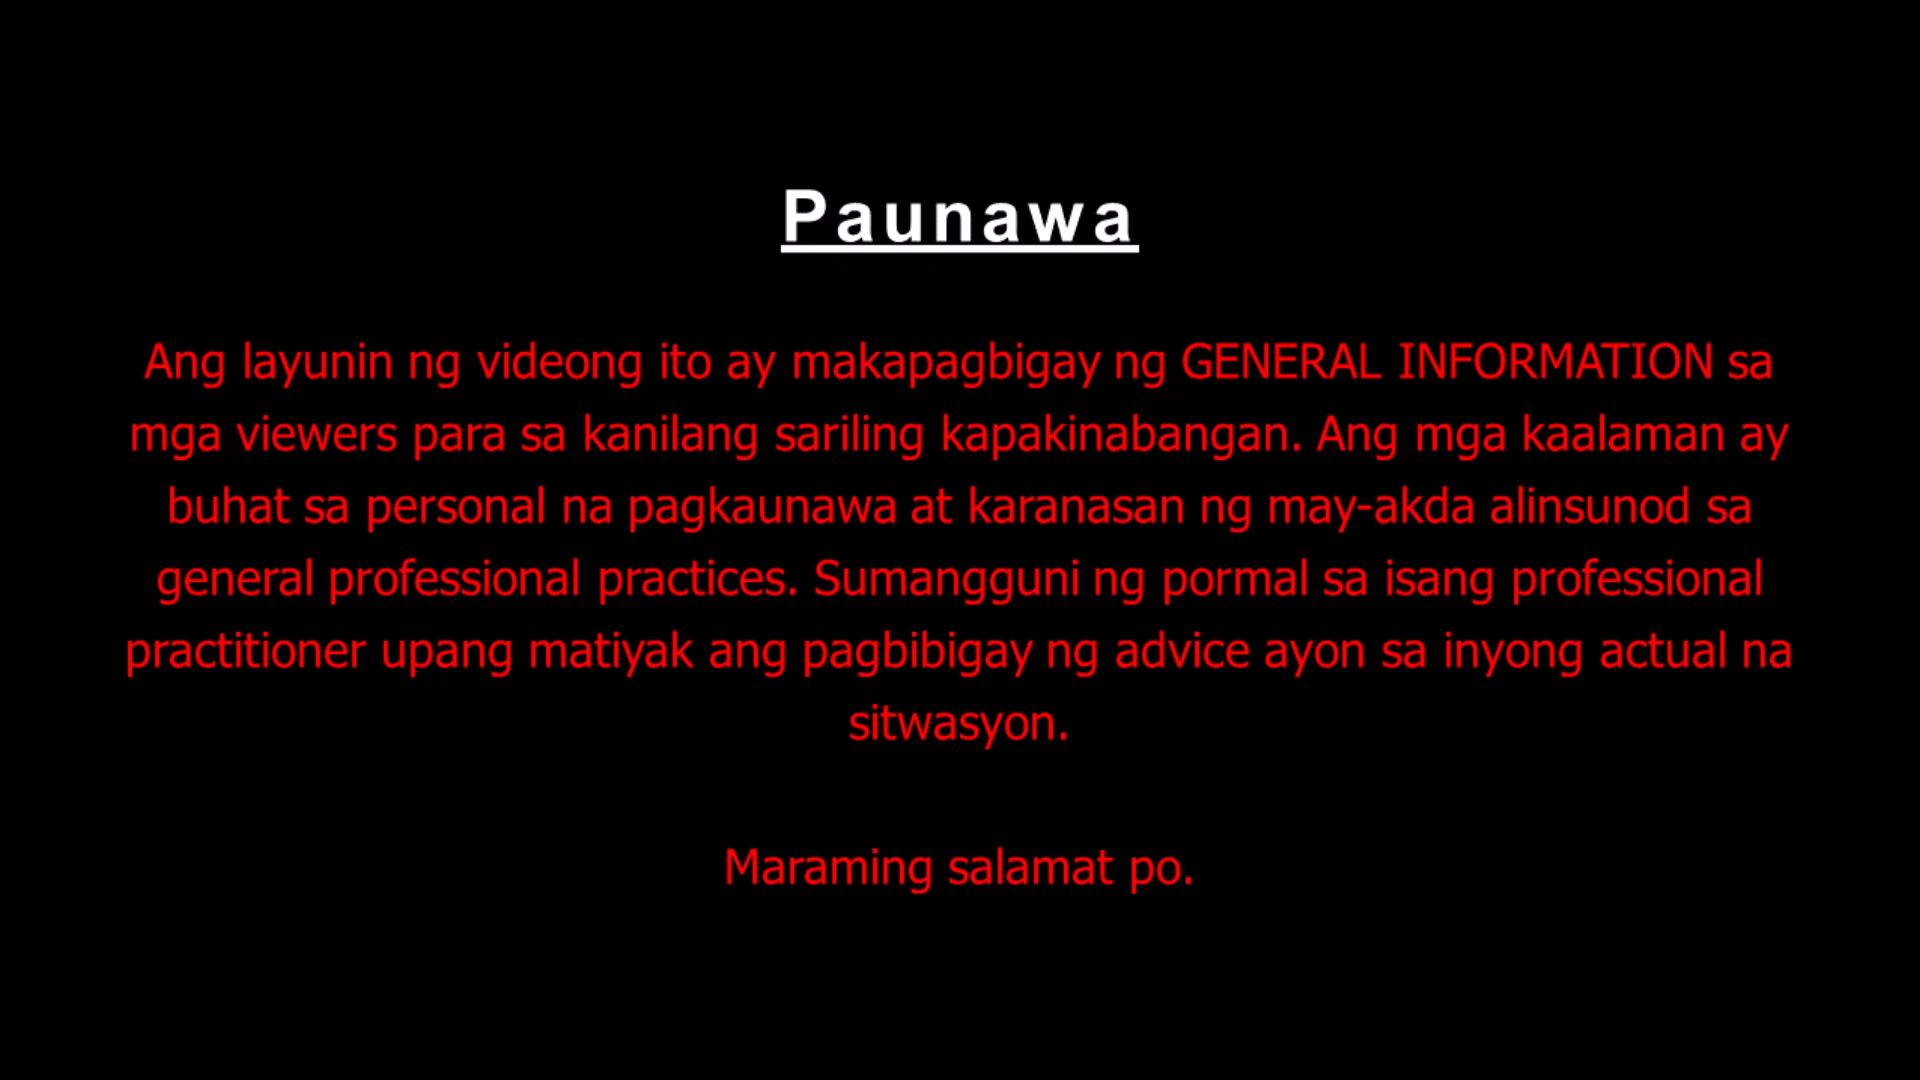 Paunawa
Ang layunin ng videong ito ay makapagbigay ng GENERAL INFORMATION sa
mga viewers para sa kanilang sariling kapakinabangan. Ang mga kaalaman ay
buhat sa personal na pagkaunawa at karanasan ng may-akda alinsunod sa
general professional practices. Sumangguni ng pormal sa isang professional
practitioner upang matiyak ang pagbibigay ng advice ayon sa inyong actual na
sitwasyon.
Maraming salamat po.